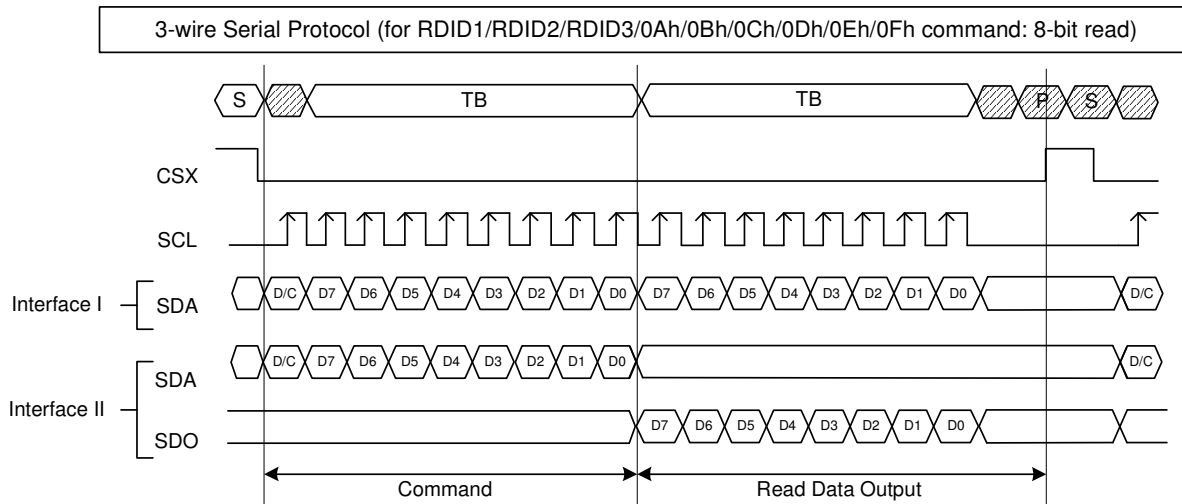 3-wire Serial Protocol (for RDID1/RDID2/RDID3/0Ah/0Bh/0Ch/0Dh/0Eh/0Fh command: 8-bit read)
S TB TB P S
CSX
SCL
Interface I SDA D/C D7 D6 D5 D4 D3 D2 D1 D0 D7 D6 D5 D4 D3 D2 D1 D0 D/C
SDA D/C D7 D6 D5 D4 D3 D2 D1 D0 D/C
Interface II
SDO D7 D6 D5 D4 D3 D2 D1 D0
Command Read Data Output